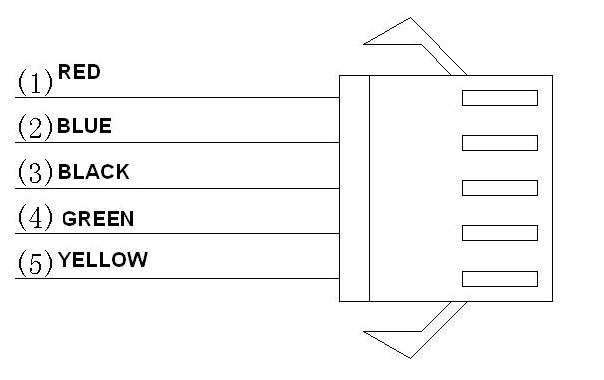 (1) RED
(2) BLUE
(3) BLACK
(4) GREEN
(5) YELLOW